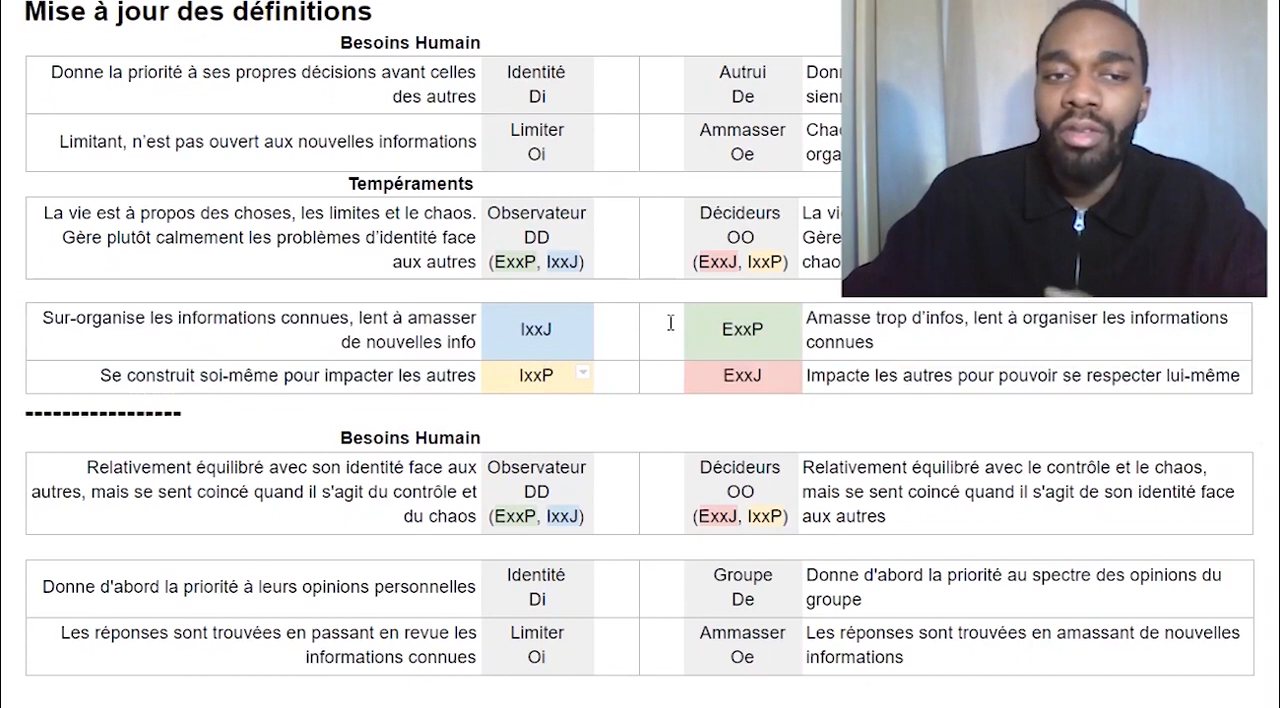 Mise à jour des définitions
Besoins Humain
Donne la priorité à ses propres décisions avant celles
des autres
Identité
Di
Autrui
De
Limitant, n’est pas ouvert aux nouvelles informations
Limiter
Oi
Ammasser
Oe
Tempéraments
La vie est à propos des choses, les limites et le chaos.
Gère plutôt calmement les problèmes d’identité face
aux autres
Observateur
DD
(ExxP, IxxJ)
Décideurs
OO
(ExxJ, IxxP)
Sur-organise les informations connues, lent à amasser
de nouvelles info
IxxJ
ExxP
Amasse trop d’infos, lent à organiser les informations
connues
Se construit soi-même pour impacter les autres
IxxP
ExxJ
Impacte les autres pour pouvoir se respecter lui-même
-----------------
Besoins Humain
Relativement équilibré avec son identité face aux
autres, mais se sent coincé quand il s'agit du contrôle et
du chaos
Observateur
DD
(ExxP, IxxJ)
Décideurs
OO
(ExxJ, IxxP)
Relativement équilibré avec le contrôle et le chaos,
mais se sent coincé quand il s'agit de son identité face
aux autres
Donne d'abord la priorité à leurs opinions personnelles
Identité
Di
Groupe
De
Donne d'abord la priorité au spectre des opinions du
groupe
Les réponses sont trouvées en passant en revue les
informations connues
Limiter
Oi
Ammasser
Oe
Les réponses sont trouvées en amassant de nouvelles
informations